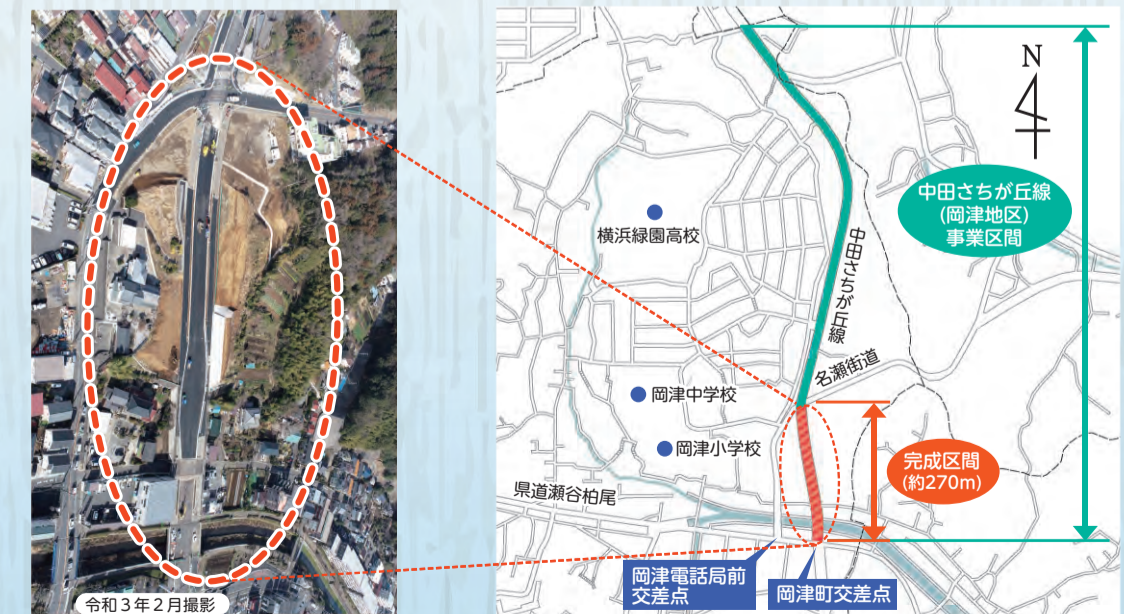 令和3年2月撮影
N
中田さちが丘線
(岡津地区)
事業区間
横浜緑園高校
中田さちが丘線
名瀬街道
岡津中学校
岡津小学校
完成区間
(約270m)
県道瀬谷柏尾
岡津電話局前
交差点
岡津町交差点